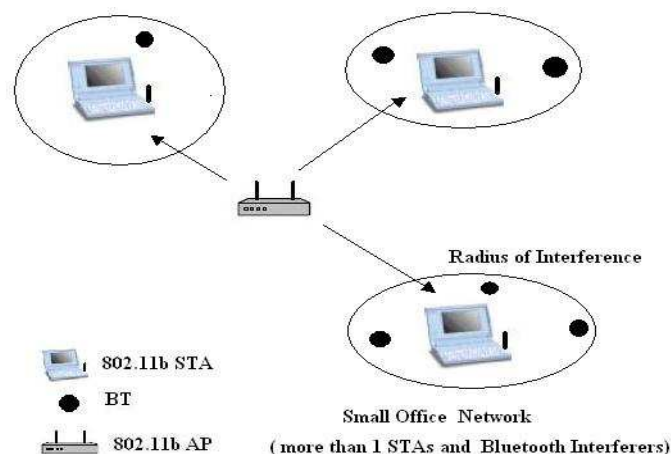 Radius of Interference
802.11b STA
BT
802.11b AP
Small Office Network
( more than 1 STAs and Bluetooth Interferers)